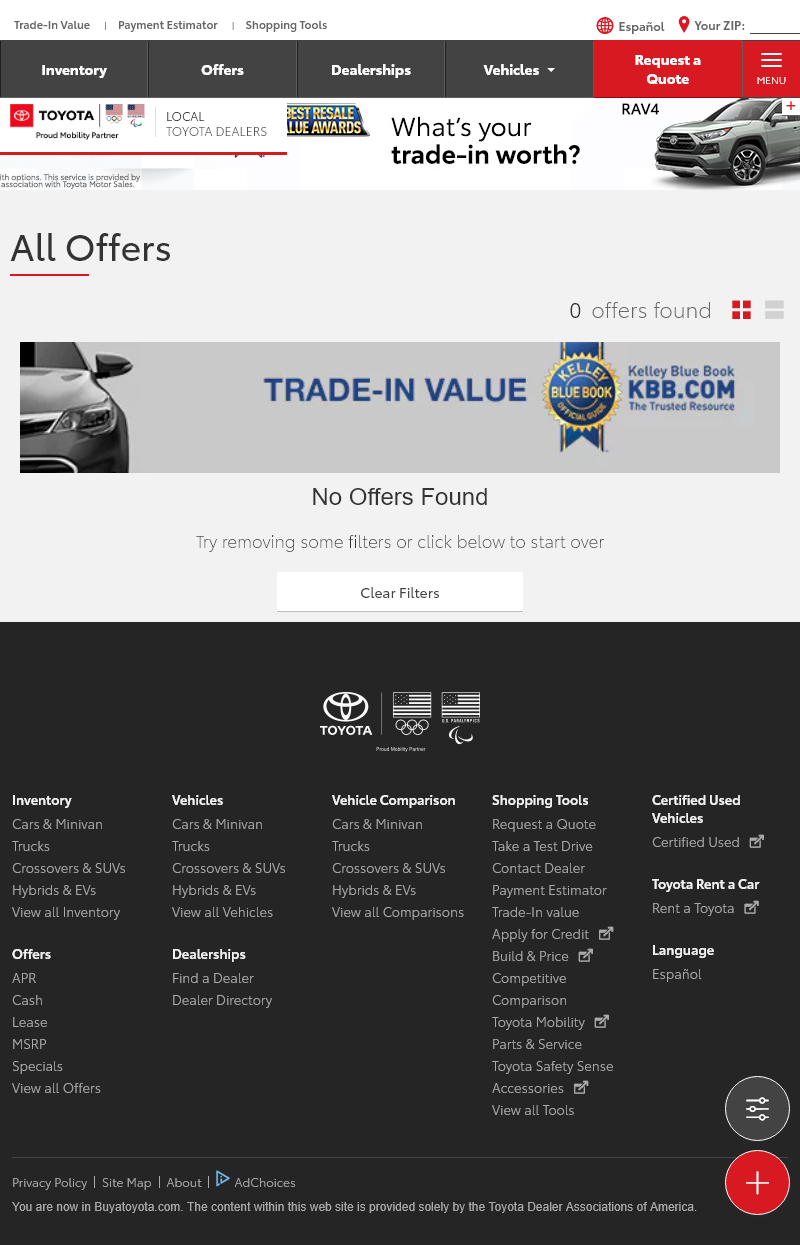 Trade-In Value | Payment Estimator | Shopping Tools
Español
Your ZIP:
Inventory
Offers
Dealerships
Vehicles
Request a
Quote
MENU
TOYOTA
Proud Mobility Partner
LOCAL
TOYOTA DEALERS
BEST RESALE
VALUE AWARDS
What's your
trade-in worth?
RAV4
+
with options. This service is provided by
association with Toyota Motor Sales.
All Offers
0 offers found
TRADE-IN VALUE
KELLEY
BLUE BOOK
OFFICIAL GUIDE
Kelley Blue Book
KBB.COM
The Trusted Resource
No Offers Found
Try removing some filters or click below to start over
Clear Filters
TOYOTA
U.S. PARALYMPICS
Proud Mobility Partner
Inventory
Cars & Minivan
Trucks
Crossovers & SUVs
Hybrids & EVs
View all Inventory
Offers
APR
Cash
Lease
MSRP
Specials
View all Offers
Vehicles
Cars & Minivan
Trucks
Crossovers & SUVs
Hybrids & EVs
View all Vehicles
Dealerships
Find a Dealer
Dealer Directory
Vehicle Comparison
Cars & Minivan
Trucks
Crossovers & SUVs
Hybrids & EVs
View all Comparisons
Shopping Tools
Request a Quote
Take a Test Drive
Contact Dealer
Payment Estimator
Trade-In value
Apply for Credit
Build & Price
Competitive
Comparison
Toyota Mobility
Parts & Service
Toyota Safety Sense
Accessories
View all Tools
Certified Used
Vehicles
Certified Used
Toyota Rent a Car
Rent a Toyota
Language
Español
Privacy Policy | Site Map | About | AdChoices
You are now in Buyatoyota.com. The content within this web site is provided solely by the Toyota Dealer Associations of America.